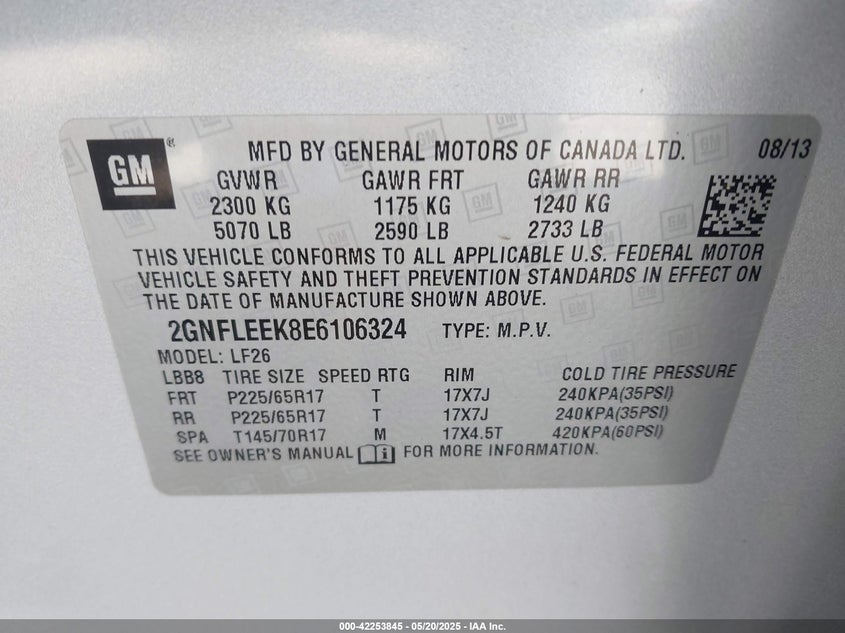 GM® MFD BY GENERAL MOTORS OF CANADA LTD. 08/13
GVWR GAWR FRT GAWR RR
2300 KG 1175 KG 1240 KG
5070 LB 2590 LB 2733 LB
THIS VEHICLE CONFORMS TO ALL APPLICABLE U.S. FEDERAL MOTOR
VEHICLE SAFETY AND THEFT PREVENTION STANDARDS IN EFFECT ON
THE DATE OF MANUFACTURE SHOWN ABOVE.
2GNFLEEK8E6106324 TYPE: M.P.V.
MODEL: LF26
LBB8 TIRE SIZE SPEED RTG RIM COLD TIRE PRESSURE
FRT P225/65R17 T 17X7J 240KPA(35PSI)
RR P225/65R17 T 17X7J 240KPA(35PSI)
SPA T145/70R17 M 17X4.5T 420KPA(60PSI)
SEE OWNER'S MANUAL i FOR MORE INFORMATION.
000-42253845 - 05/20/2025 - IAA Inc.